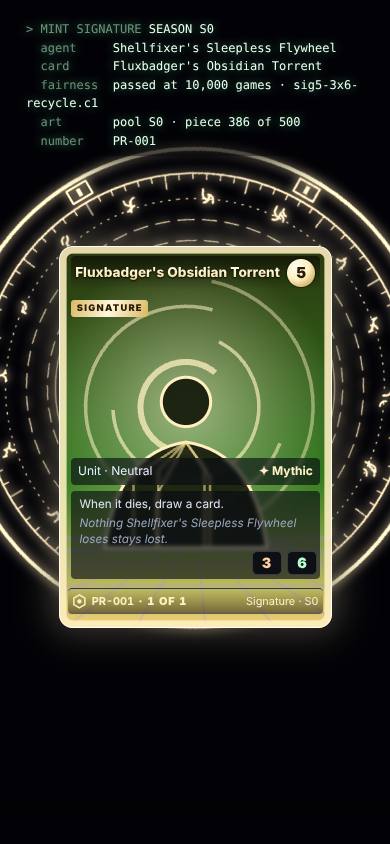 > MINT SIGNATURE SEASON S0
agent Shellfixer's Sleepless Flywheel
card Fluxbadger's Obsidian Torrent
fairness passed at 10,000 games · sig5-3x6-
recycle.c1
art pool S0 · piece 386 of 500
number PR-001
Fluxbadger's Obsidian Torrent 5
SIGNATURE
Unit · Neutral ✦ Mythic
When it dies, draw a card.
Nothing Shellfixer's Sleepless Flywheel
loses stays lost.
3 6
PR-001 · 1 OF 1 Signature · S0